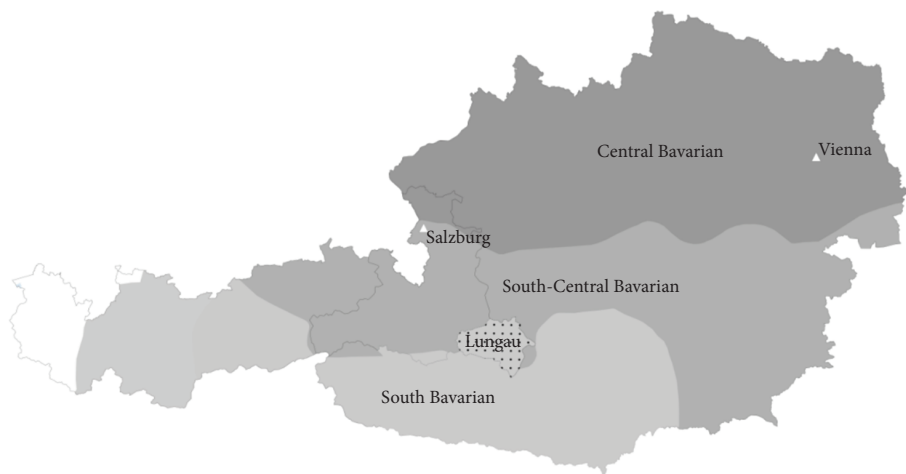 Central Bavarian
Vienna
Salzburg
South-Central Bavarian
Lungau
South Bavarian